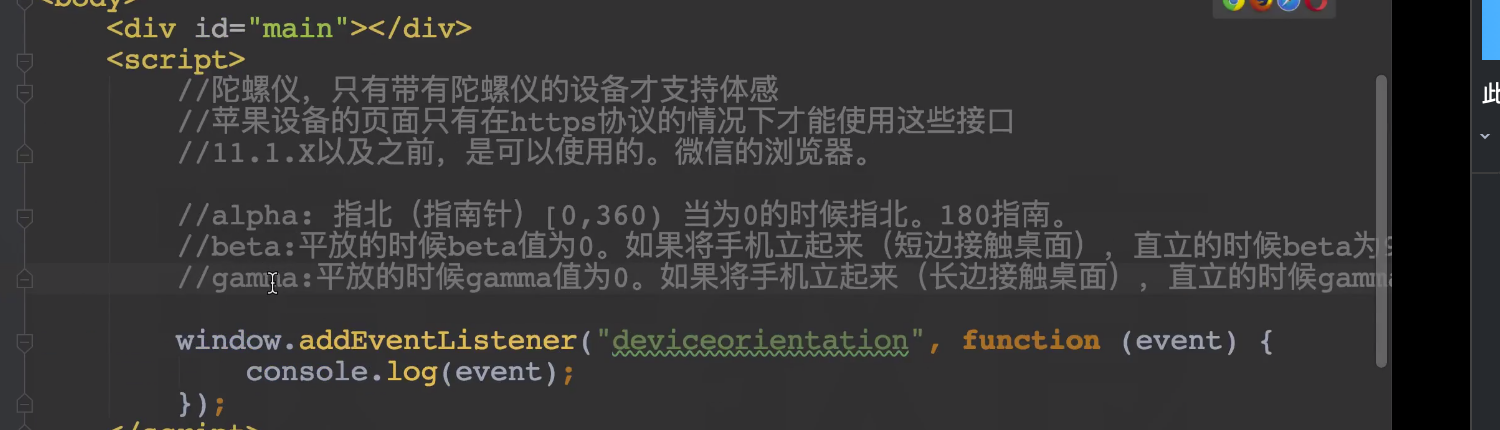 <body>
<div id="main"></div>
<script>
//陀螺仪，只有带有陀螺仪的设备才支持体感
//苹果设备的页面只有在https协议的情况下才能使用这些接口
//11.1.X以及之前，是可以使用的。微信的浏览器。
//alpha: 指北（指南针）[0,360) 当为0的时候指北。180指南。
//beta:平放的时候beta值为0。如果将手机立起来（短边接触桌面），直立的时候beta为9
//gamma:平放的时候gamma值为0。如果将手机立起来（长边接触桌面），直立的时候gamma
window.addEventListener("deviceorientation", function (event) {
console.log(event);
});
</script>
此